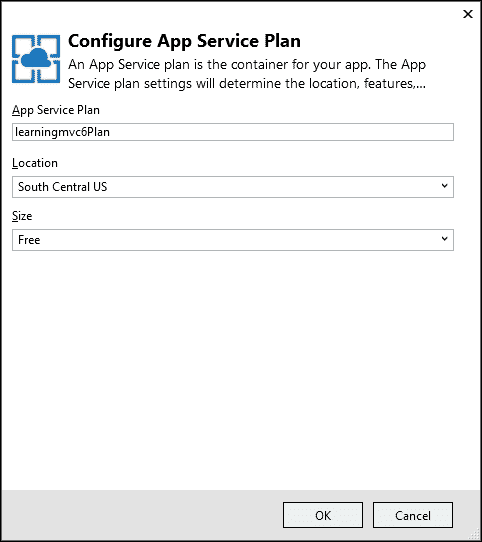 Configure App Service Plan
An App Service plan is the container for your app. The App
Service plan settings will determine the location, features,...
App Service Plan
learningmvc6Plan
Location
South Central US
Size
Free
OK
Cancel